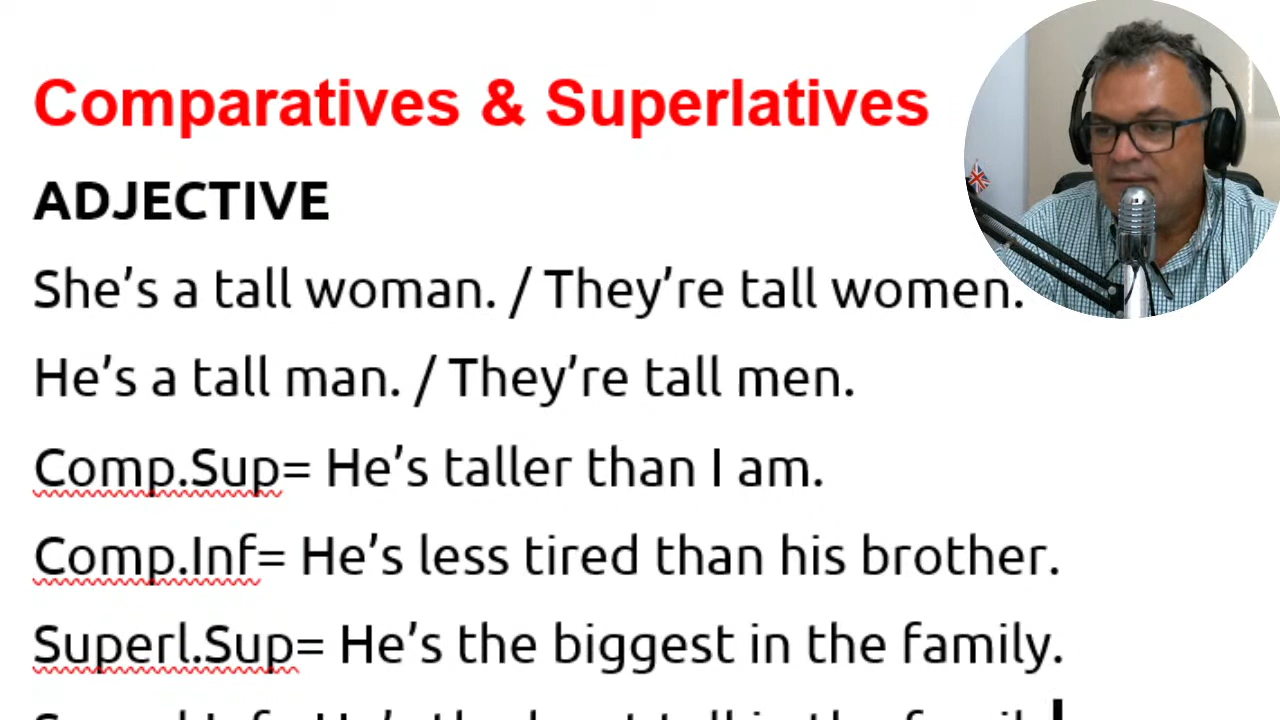 Comparatives & Superlatives
ADJECTIVE
She’s a tall woman. / They’re tall women.
He’s a tall man. / They’re tall men.
Comp.Sup= He’s taller than I am.
Comp.Inf= He’s less tired than his brother.
Superl.Sup= He’s the biggest in the family.